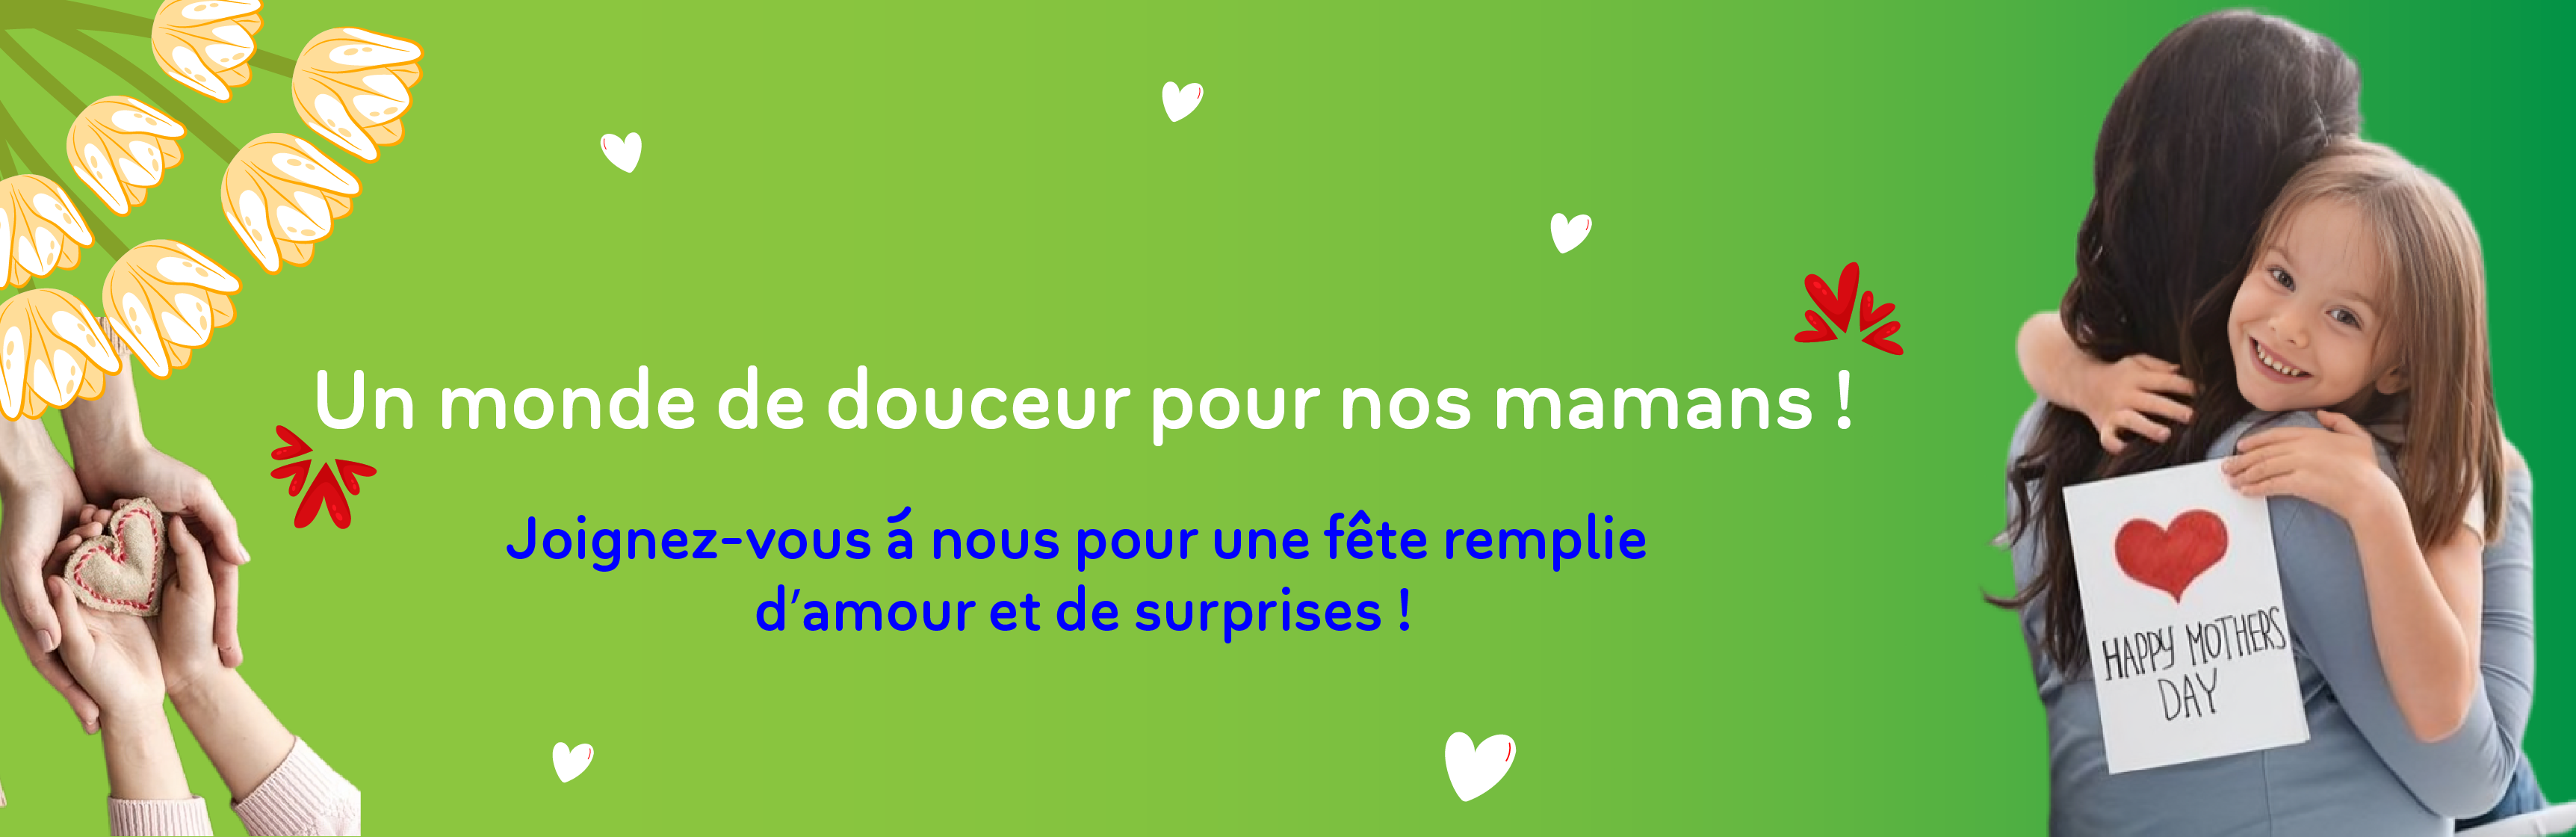 Un monde de douceur pour nos mamans !
Joignez-vous á nous pour une fête remplie
d’amour et de surprises !
HAPPY MOTHERS
DAY